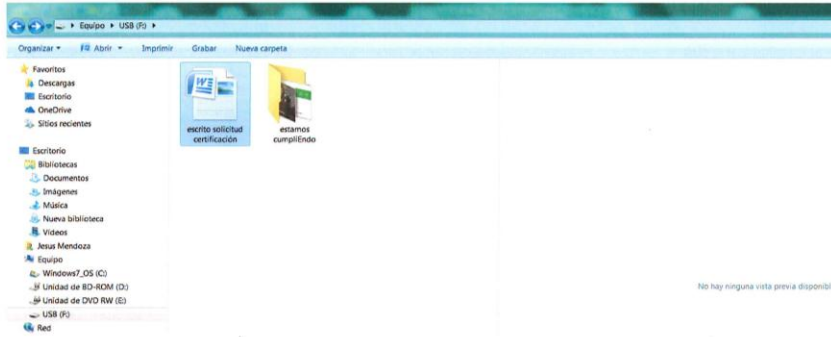 Equipo ▸ USB (F:) ▸
Organizar Abrir Imprimir Grabar Nueva carpeta
Favoritos
Descargas
Escritorio
OneDrive
Sitios recientes
Escritorio
Bibliotecas
Documentos
Imágenes
Música
Nueva biblioteca
Vídeos
Jesus Mendoza
Equipo
Windows7_OS (C:)
Unidad de BD-ROM (D:)
Unidad de DVD RW (E:)
USB (F:)
Red
escrito solicitud
certificación
estamos
cumpliEndo
No hay ninguna vista previa disponibl